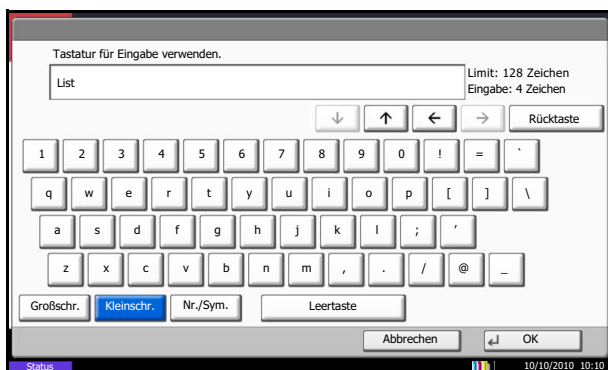 Tastatur für Eingabe verwenden.
List
Limit: 128 Zeichen
Eingabe: 4 Zeichen
Rücktaste
1 2 3 4 5 6 7 8 9 0 ! = `
q w e r t y u i o p [ ] \
a s d f g h j k l ; ′
z x c v b n m , . / @ _
Großschr. Kleinschr. Nr./Sym. Leertaste
Abbrechen OK
Status 10/10/2010 10:10